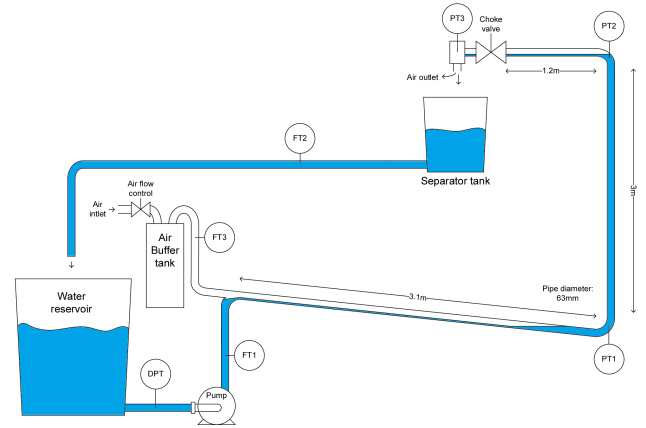 PT3
Choke
valve
PT2
Air outlet
1.2m
FT2
Separator tank
3m
Air flow
control
Air
intlet
FT3
Air
Buffer
tank
3.1m
Pipe diameter:
63mm
Water
reservoir
FT1
PT1
DPT
Pump